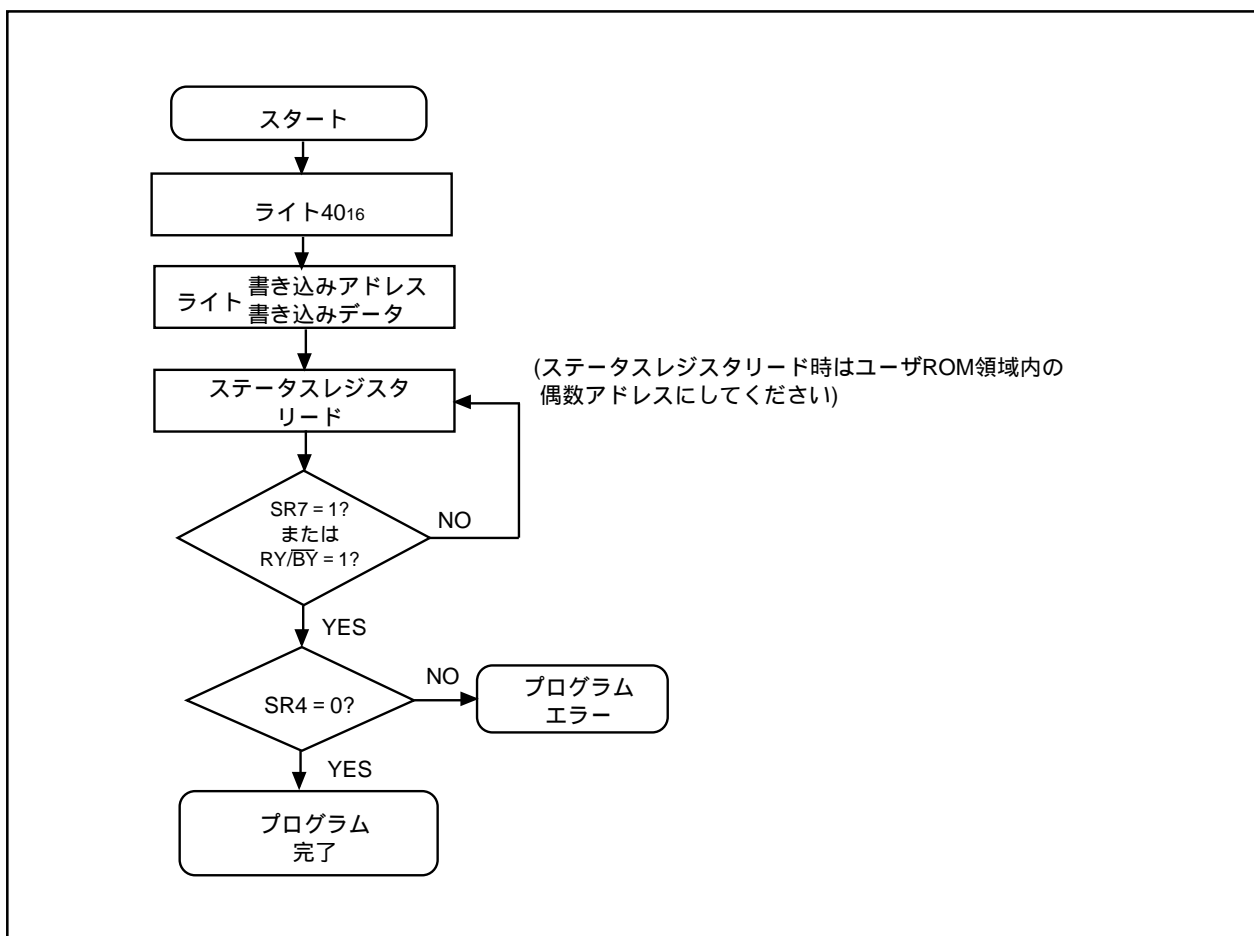 スタート
ライト4016
ライト 書き込みアドレス
書き込みデータ
ステータスレジスタ
リード
(ステータスレジスタリード時はユーザROM領域内の
偶数アドレスにしてください)
SR7 = 1?
または
RY/B̅Y̅ = 1?
NO
YES
SR4 = 0?
NO
プログラム
エラー
YES
プログラム
完了